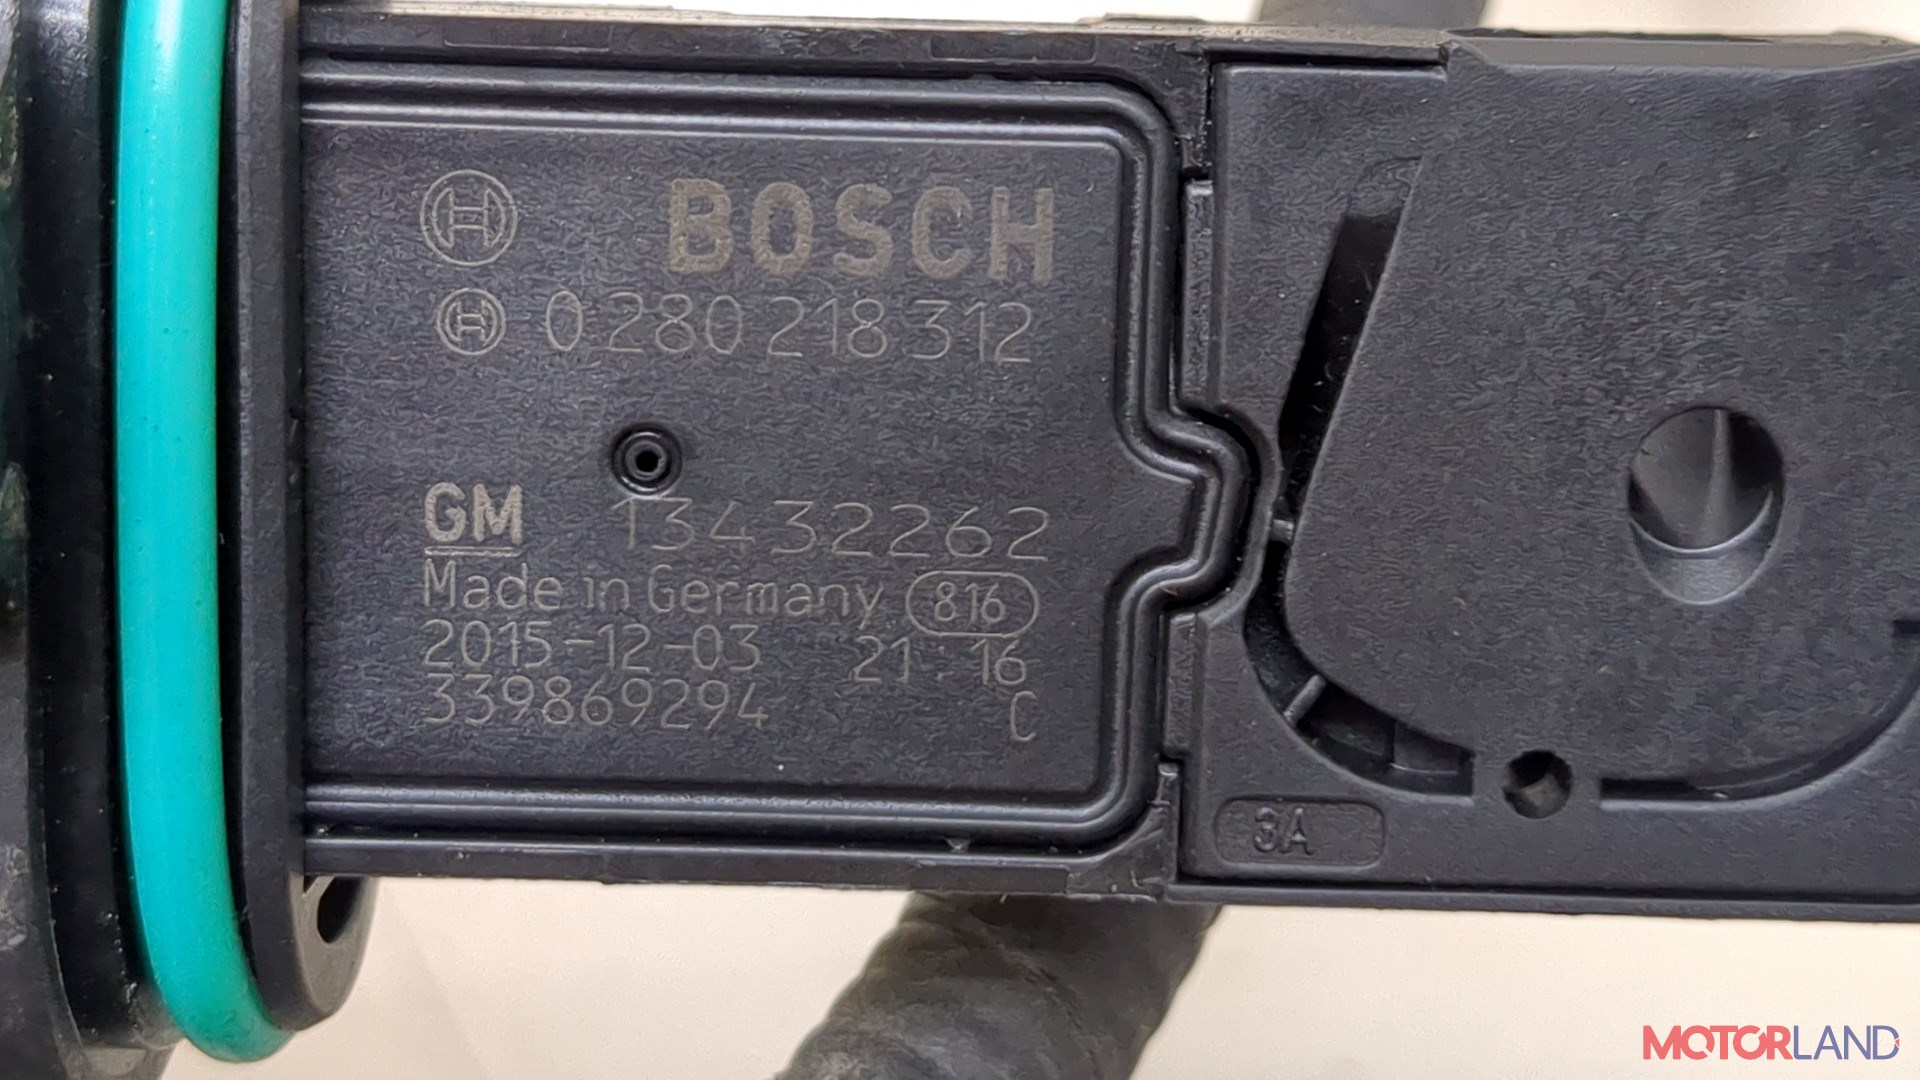 BOSCH
0 280 218 312
GM 13432262
Made in Germany 816
2015-12-03 21 16
339869294 C
3A
MOTORLAND